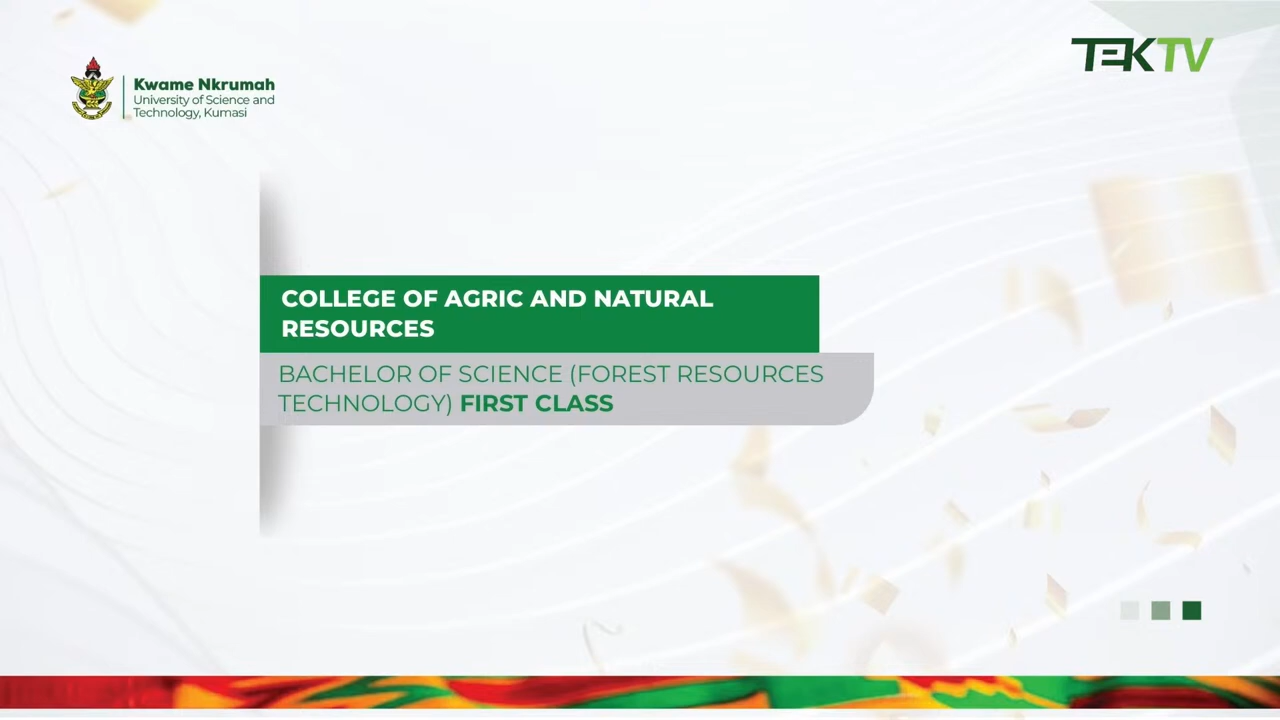 Kwame Nkrumah
University of Science and
Technology, Kumasi
TEKTV
COLLEGE OF AGRIC AND NATURAL
RESOURCES
BACHELOR OF SCIENCE (FOREST RESOURCES
TECHNOLOGY) FIRST CLASS